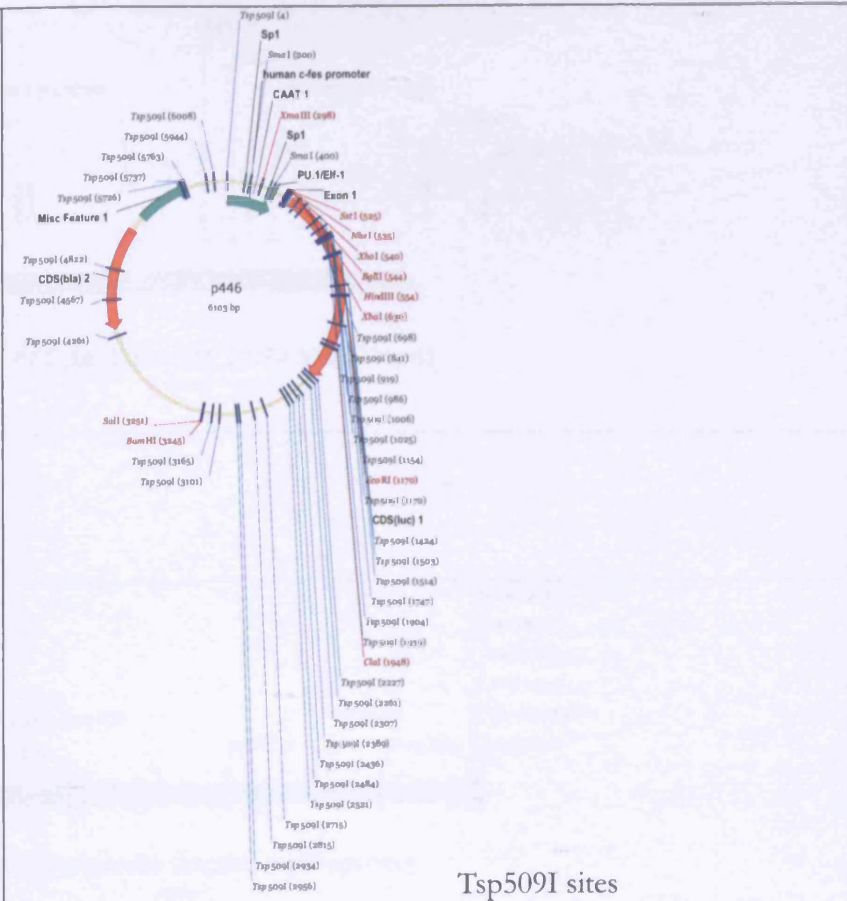 Tsp509I (4)
Sp1
SmaI (200)
human c-fes promoter
CAAT 1
XmaIII (298)
Sp1
SmaI (400)
PU.1/Elf-1
Exon 1
SstI (525)
NheI (535)
XhoI (540)
BglII (544)
HindIII (554)
XbaI (630)
Tsp509I (698)
Tsp509I (841)
Tsp509I (919)
Tsp509I (986)
Tsp509I (1006)
Tsp509I (1025)
Tsp509I (1154)
EcoRI (1170)
Tsp509I (1170)
CDS(luc) 1
Tsp509I (1424)
Tsp509I (1503)
Tsp509I (1514)
Tsp509I (1747)
Tsp509I (1904)
Tsp509I
ClaI (1948)
Tsp509I (2227)
Tsp509I (2261)
Tsp509I (2307)
Tsp509I (2389)
Tsp509I (2436)
Tsp509I (2484)
Tsp509I (2521)
Tsp509I (2715)
Tsp509I (2815)
Tsp509I (2934)
Tsp509I (2956)
Tsp509I (3101)
Tsp509I (3165)
BamHI (3245)
SalI (3251)
Tsp509I (4261)
Tsp509I (4567)
CDS(bla) 2
Tsp509I (4822)
Misc Feature 1
Tsp509I (5726)
Tsp509I (5737)
Tsp509I (5763)
Tsp509I (5944)
Tsp509I (6008)
p446
6103 bp
Tsp509I sites